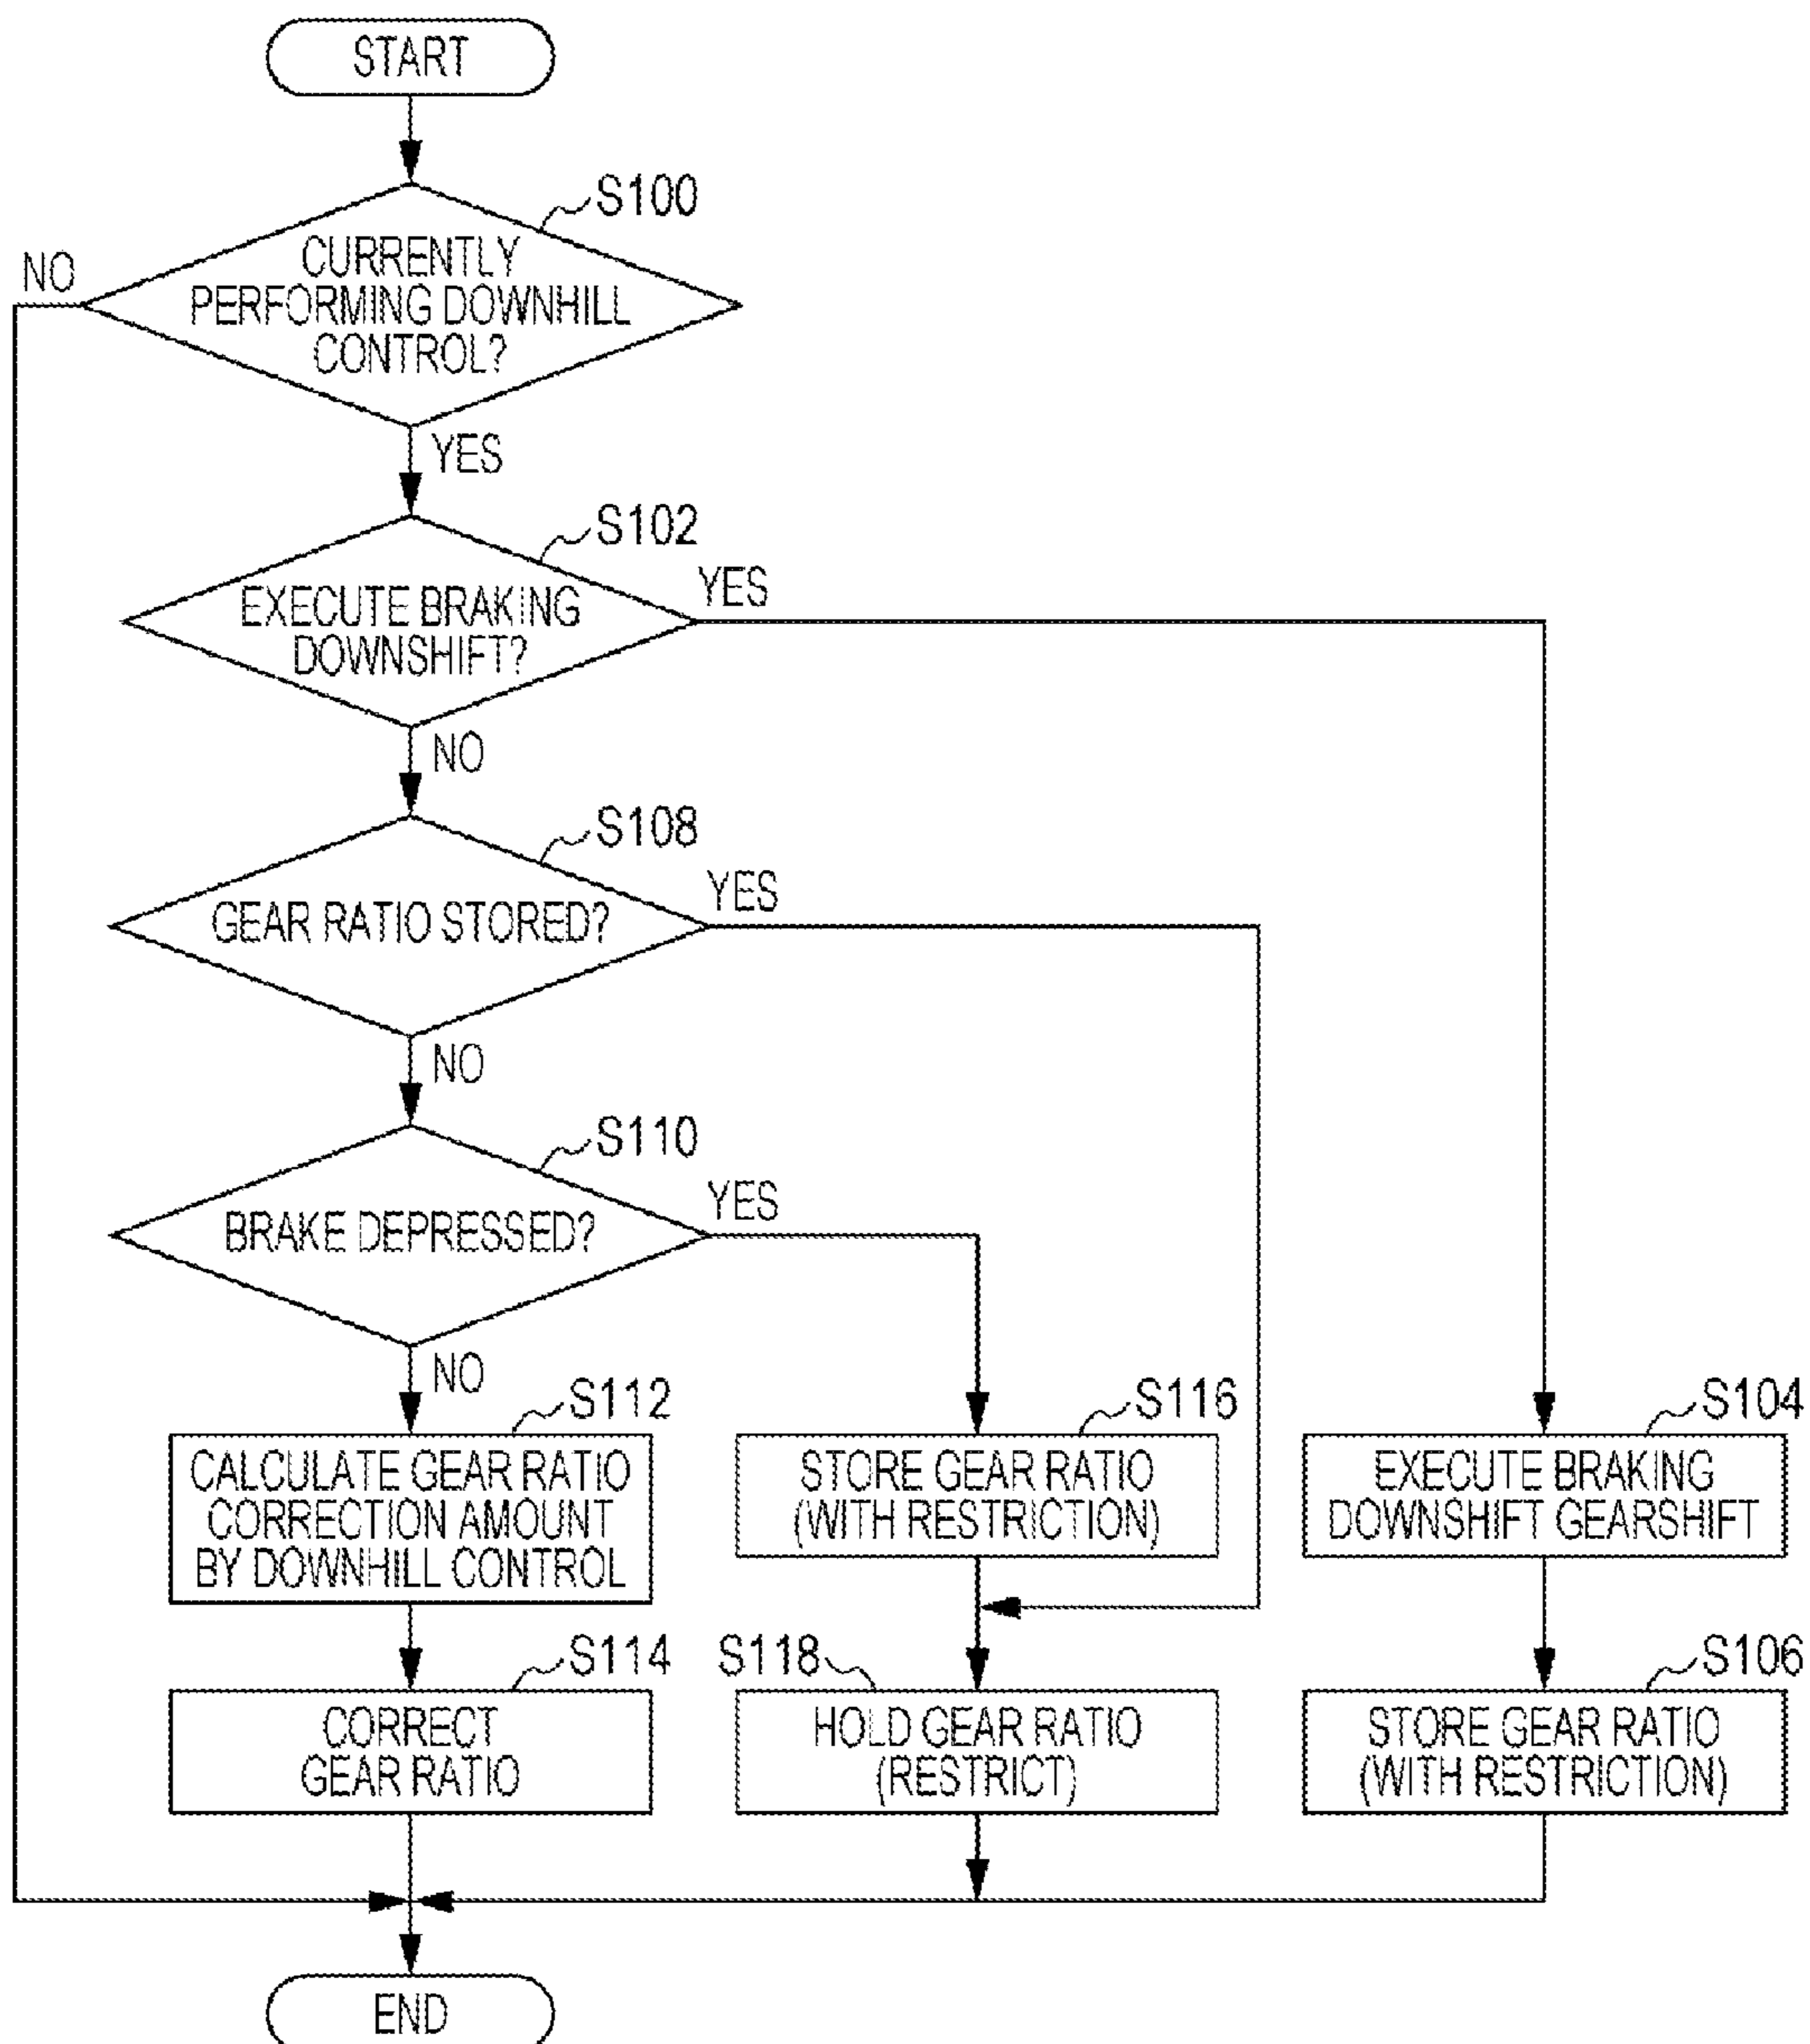 START
S100
CURRENTLY
PERFORMING DOWNHILL
CONTROL?
NO
YES
S102
EXECUTE BRAKING
DOWNSHIFT?
YES
NO
S108
GEAR RATIO STORED?
YES
NO
S110
BRAKE DEPRESSED?
YES
NO
S112
CALCULATE GEAR RATIO
CORRECTION AMOUNT
BY DOWNHILL CONTROL
S116
STORE GEAR RATIO
(WITH RESTRICTION)
S104
EXECUTE BRAKING
DOWNSHIFT GEARSHIFT
S114
CORRECT
GEAR RATIO
S118
HOLD GEAR RATIO
(RESTRICT)
S106
STORE GEAR RATIO
(WITH RESTRICTION)
END